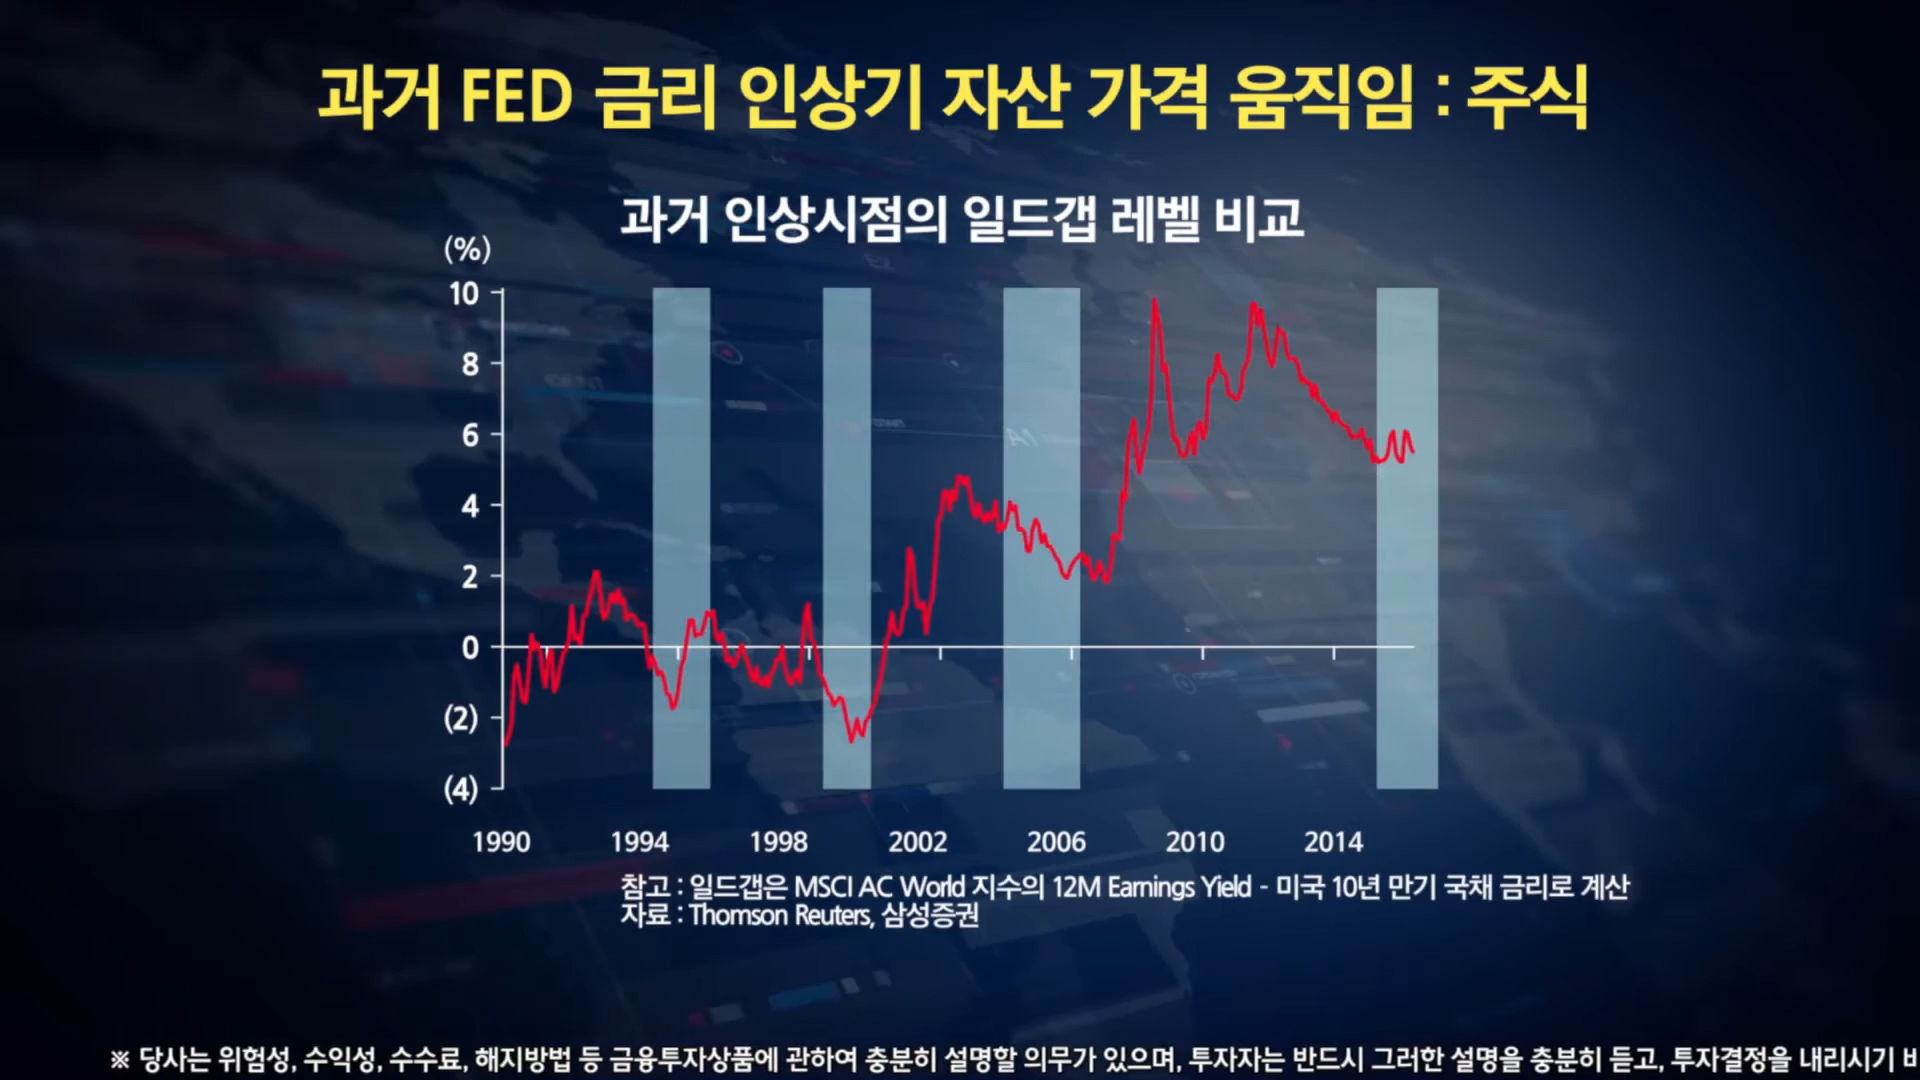 과거 FED 금리 인상기 자산 가격 움직임 : 주식
과거 인상시점의 일드갭 레벨 비교
(%)
10
8
6
4
2
0
(2)
(4)
1990 1994 1998 2002 2006 2010 2014
참고 : 일드갭은 MSCI AC World 지수의 12M Earnings Yield - 미국 10년 만기 국채 금리로 계산
자료 : Thomson Reuters, 삼성증권
※ 당사는 위험성, 수익성, 수수료, 해지방법 등 금융투자상품에 관하여 충분히 설명할 의무가 있으며, 투자자는 반드시 그러한 설명을 충분히 듣고, 투자결정을 내리시기